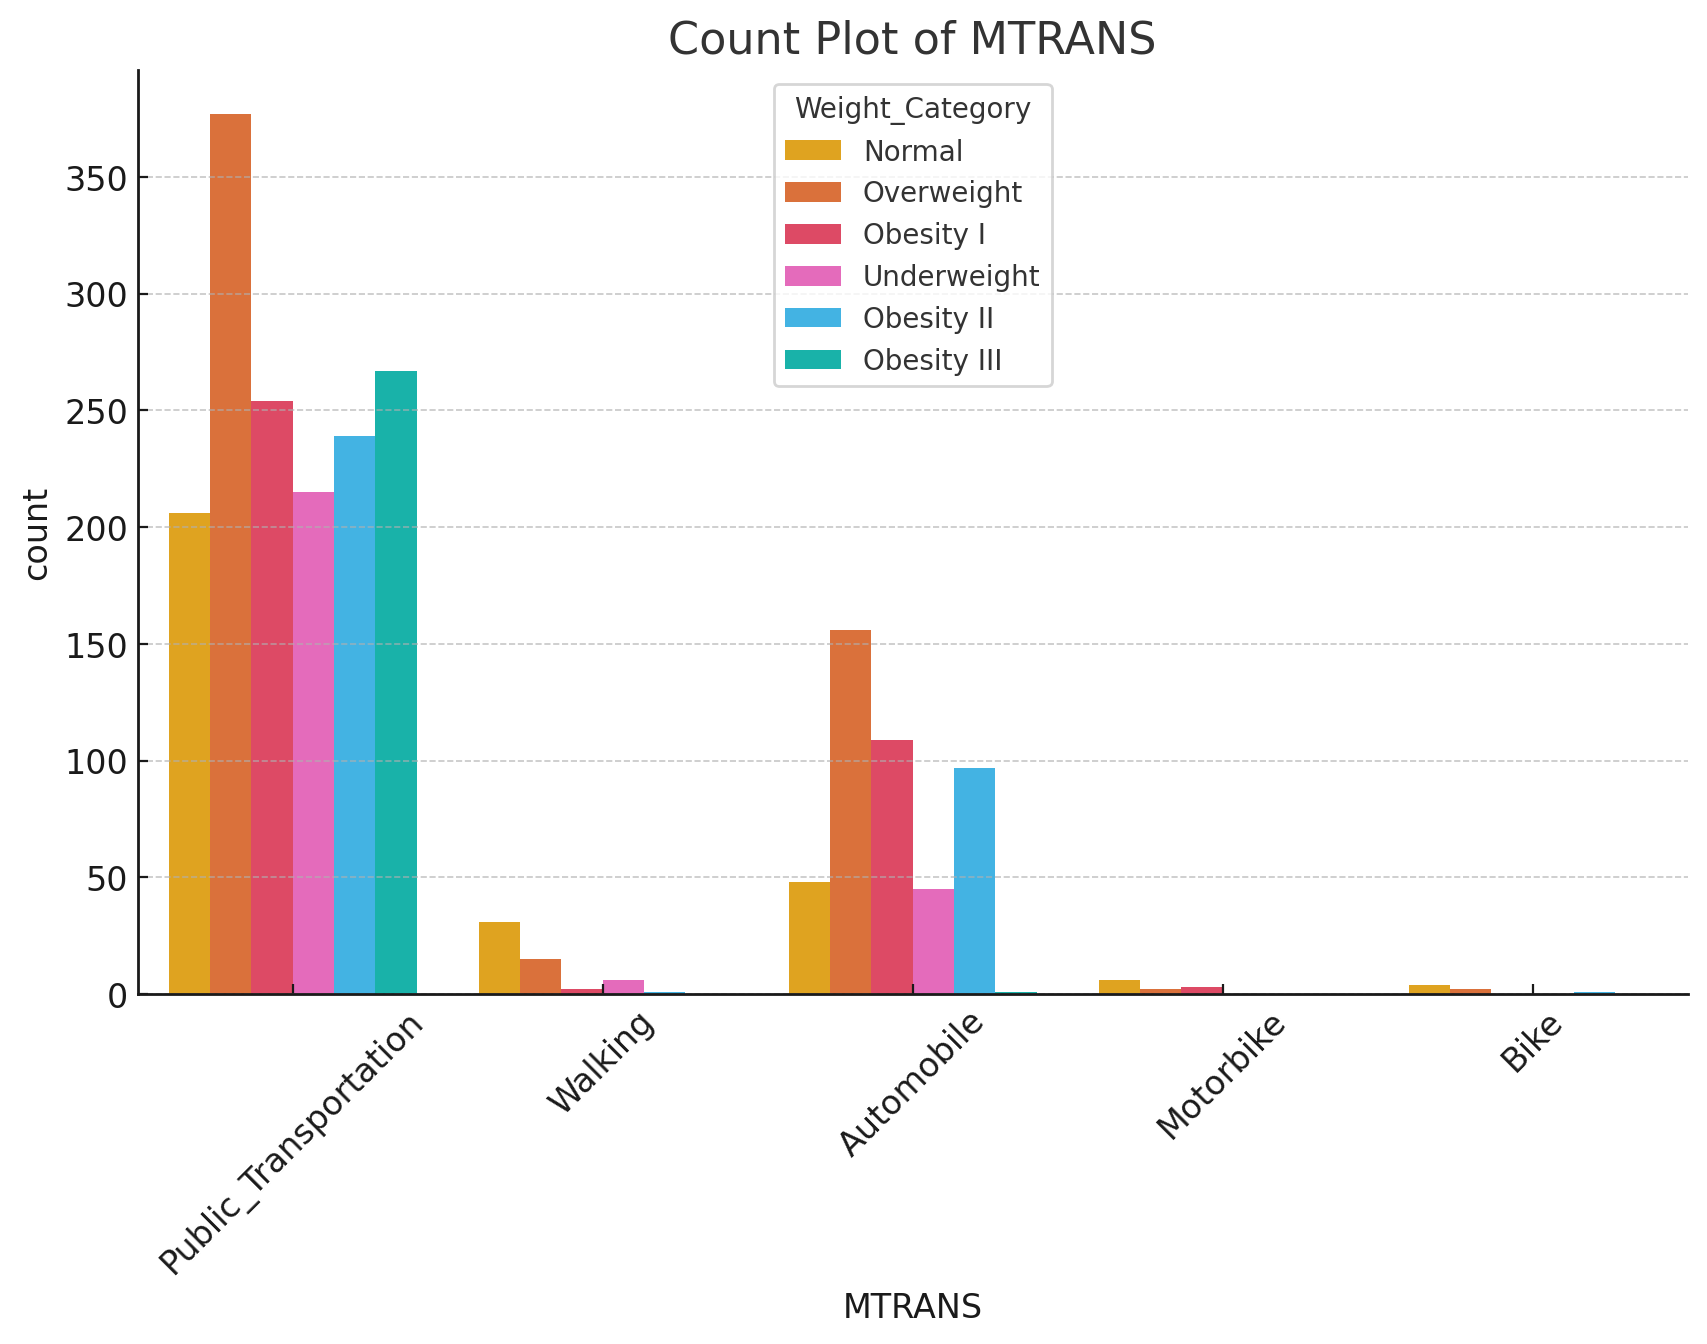 Count Plot of MTRANS
Weight_Category
Normal
Overweight
Obesity I
Underweight
Obesity II
Obesity III
count
350
300
250
200
150
100
50
0
Public_Transportation
Walking
Automobile
Motorbike
Bike
MTRANS